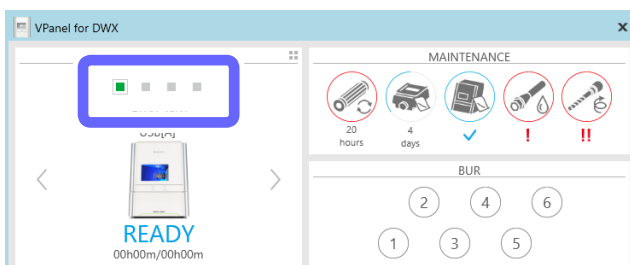 VPanel for DWX
x
MAINTENANCE
20 hours
4 days
!
!!
USB[A]
READY
00h00m/00h00m
BUR
2 4 6
1 3 5